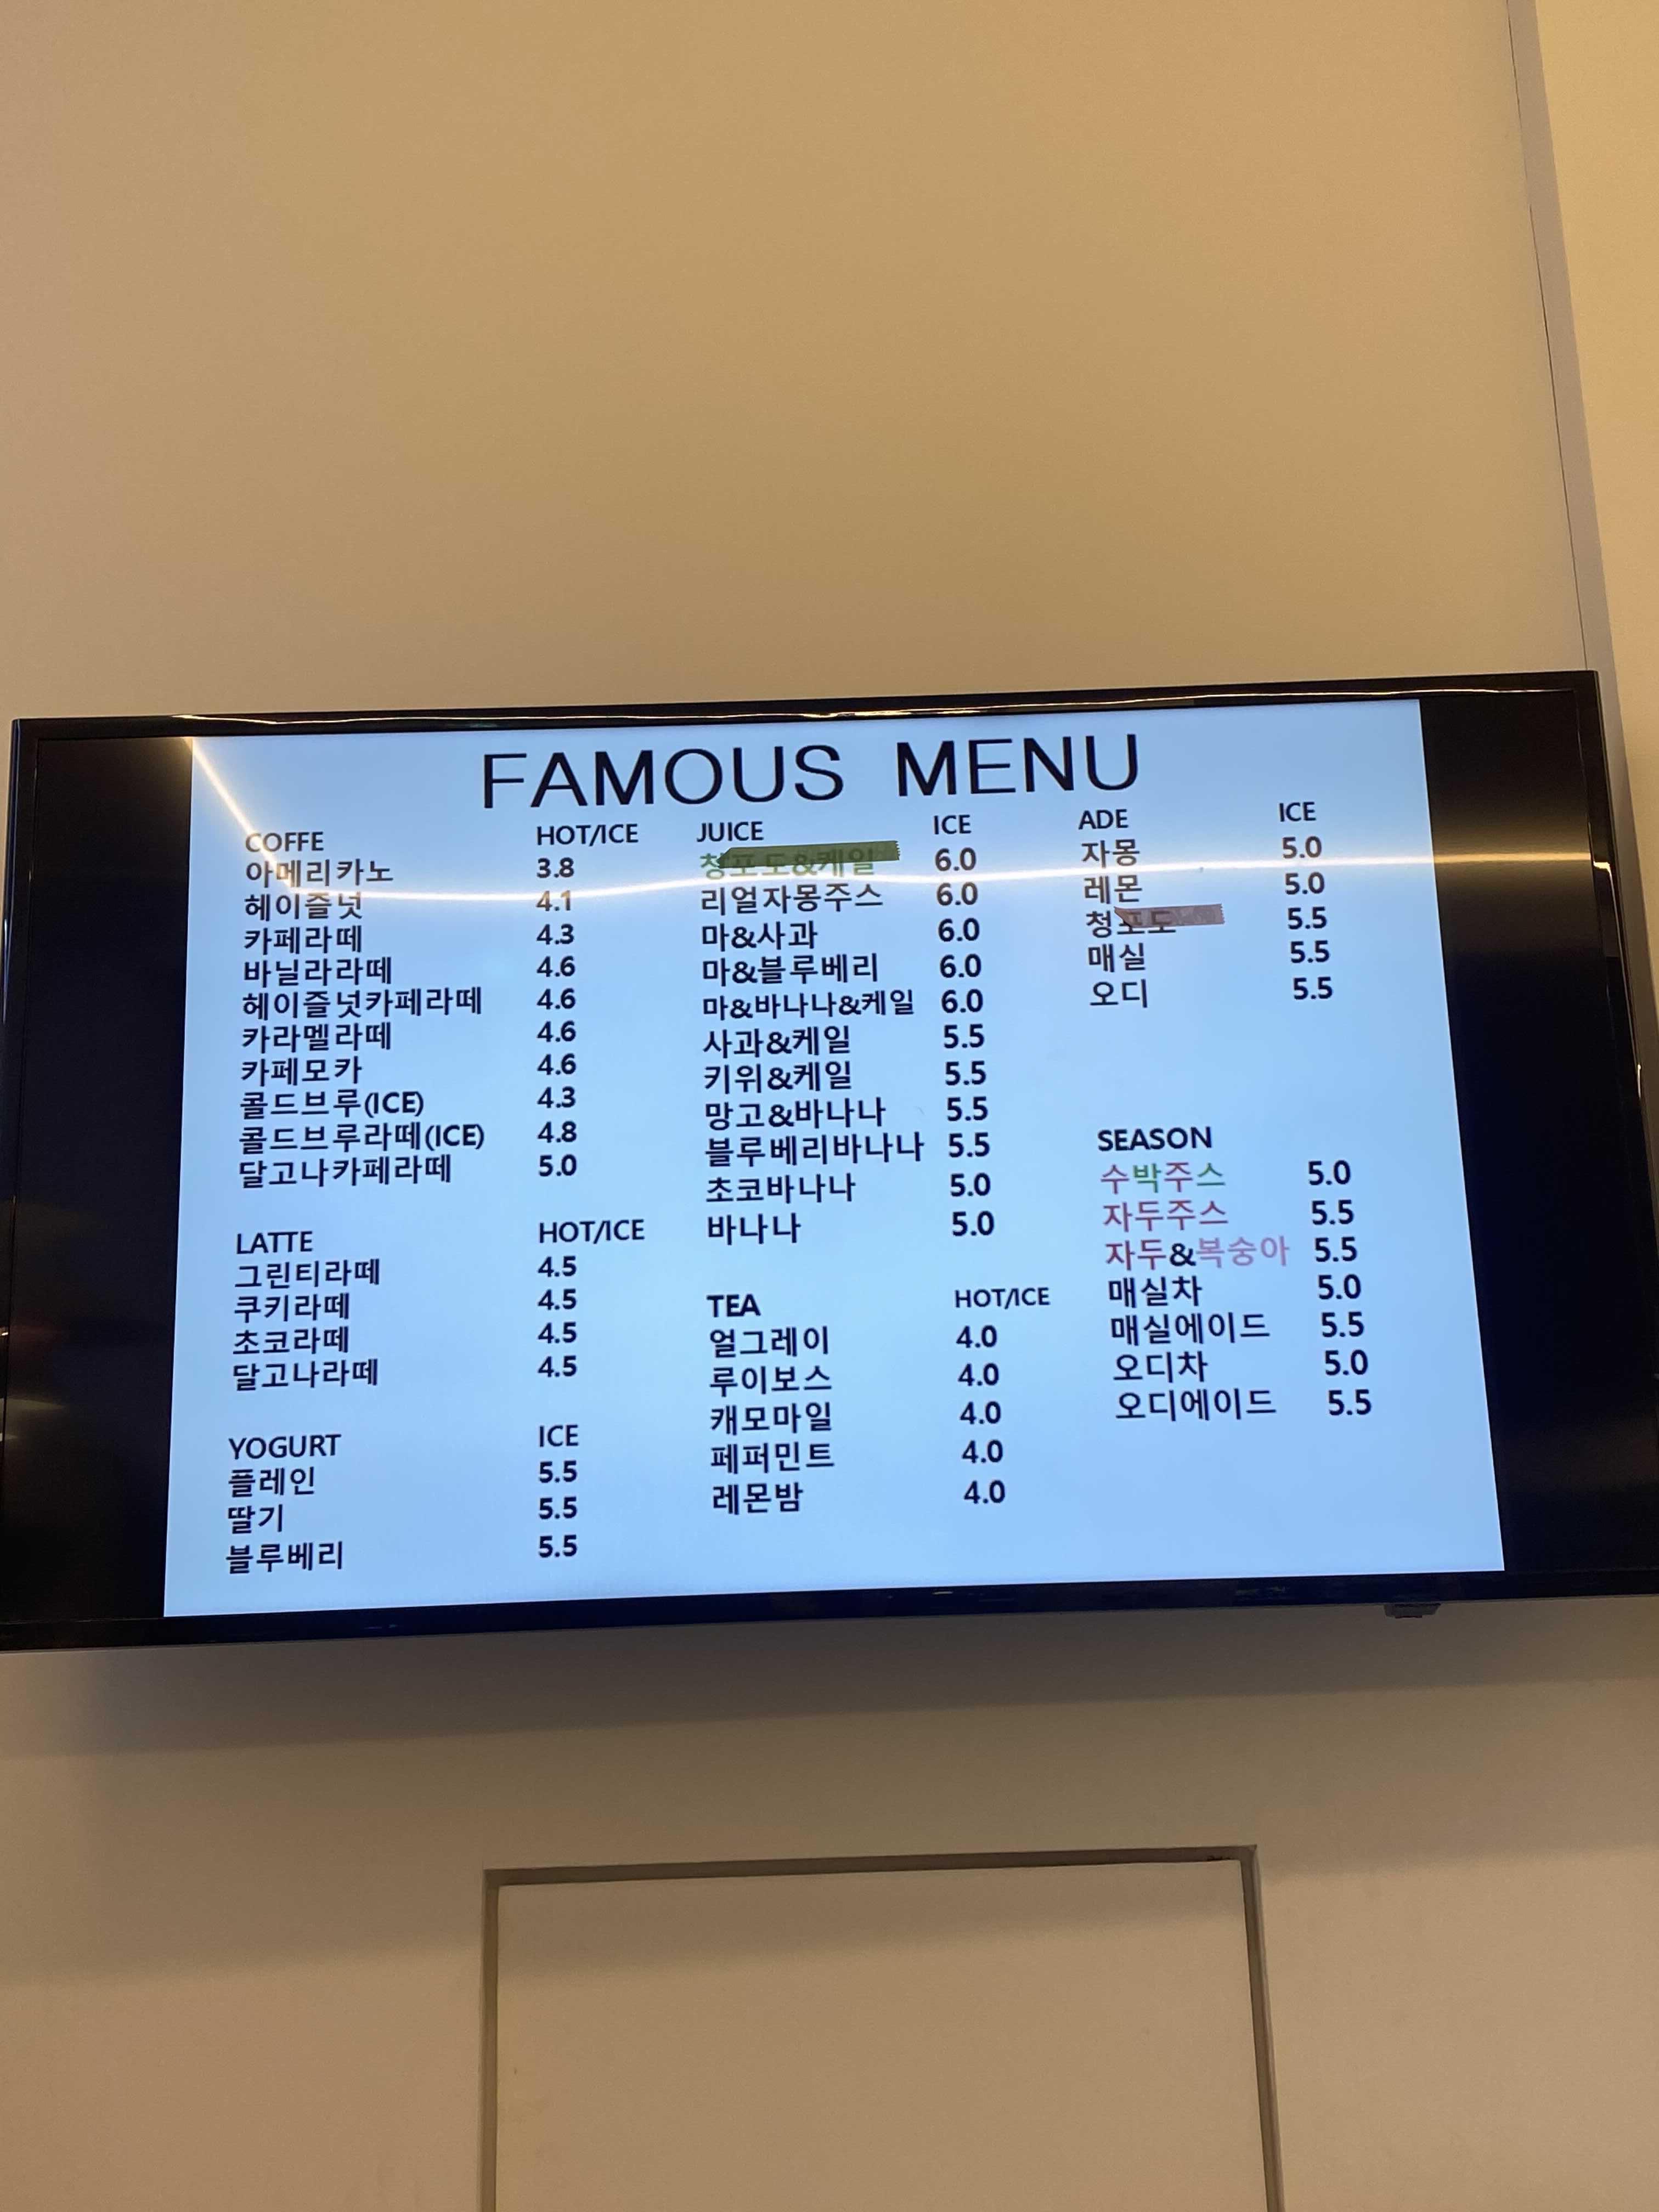 FAMOUS MENU
COFFE HOT/ICE
아메리카노 3.8
헤이즐넛 4.1
카페라떼 4.3
바닐라라떼 4.6
헤이즐넛카페라떼 4.6
카라멜라떼 4.6
카페모카 4.6
콜드브루(ICE) 4.3
콜드브루라떼(ICE) 4.8
달고나카페라떼 5.0
LATTE HOT/ICE
그린티라떼 4.5
쿠키라떼 4.5
초코라떼 4.5
달고나라떼 4.5
YOGURT ICE
플레인 5.5
딸기 5.5
블루베리 5.5
JUICE ICE
청포도&케일 6.0
리얼자몽주스 6.0
마&사과 6.0
마&블루베리 6.0
마&바나나&케일 6.0
사과&케일 5.5
키위&케일 5.5
망고&바나나 5.5
블루베리바나나 5.5
초코바나나 5.0
바나나 5.0
TEA HOT/ICE
얼그레이 4.0
루이보스 4.0
캐모마일 4.0
페퍼민트 4.0
레몬밤 4.0
ADE ICE
자몽 5.0
레몬 5.0
청포도 5.5
매실 5.5
오디 5.5
SEASON
수박주스 5.0
자두주스 5.5
자두&복숭아 5.5
매실차 5.0
매실에이드 5.5
오디차 5.0
오디에이드 5.5